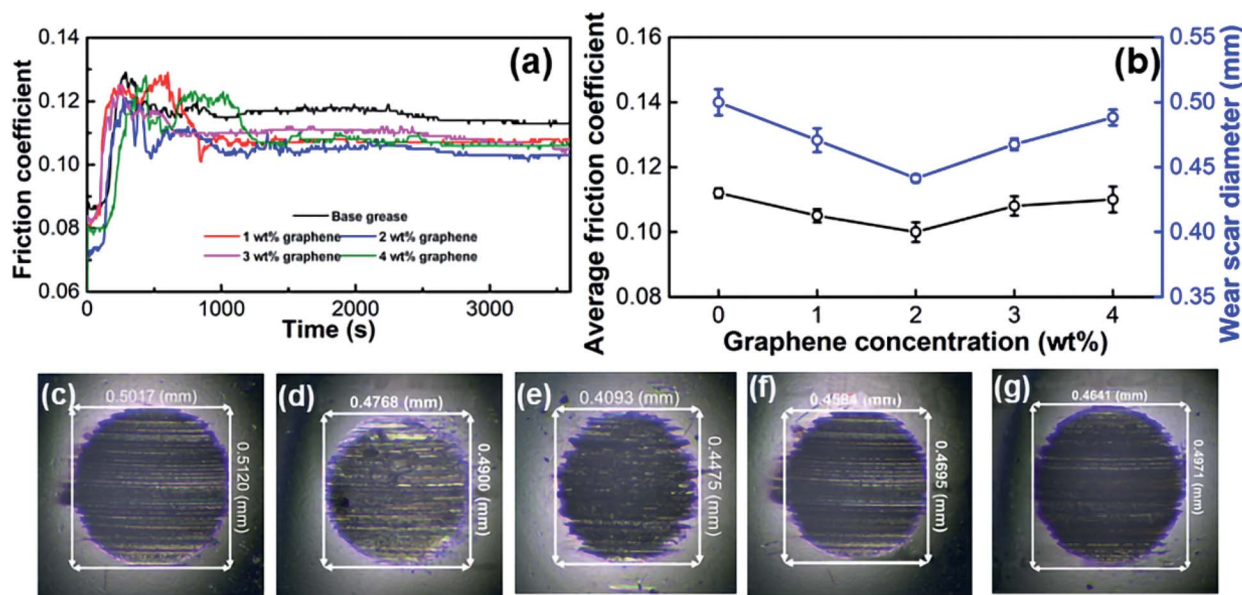 (a)
Friction coefficient
0.14
0.12
0.10
0.08
0.06
Base grease
1 wt% graphene
2 wt% graphene
3 wt% graphene
4 wt% graphene
0 1000 2000 3000
Time (s)
(b)
Average friction coefficient
0.16
0.14
0.12
0.10
0.08
0 1 2 3 4
Graphene concentration (wt%)
0.55
0.50
0.45
0.40
0.35
Wear scar diameter (mm)
(c)
0.5017 (mm)
0.5120 (mm)
(d)
0.4768 (mm)
0.4900 (mm)
(e)
0.4093 (mm)
0.4475 (mm)
(f)
0.4584 (mm)
0.4695 (mm)
(g)
0.4641 (mm)
0.4971 (mm)